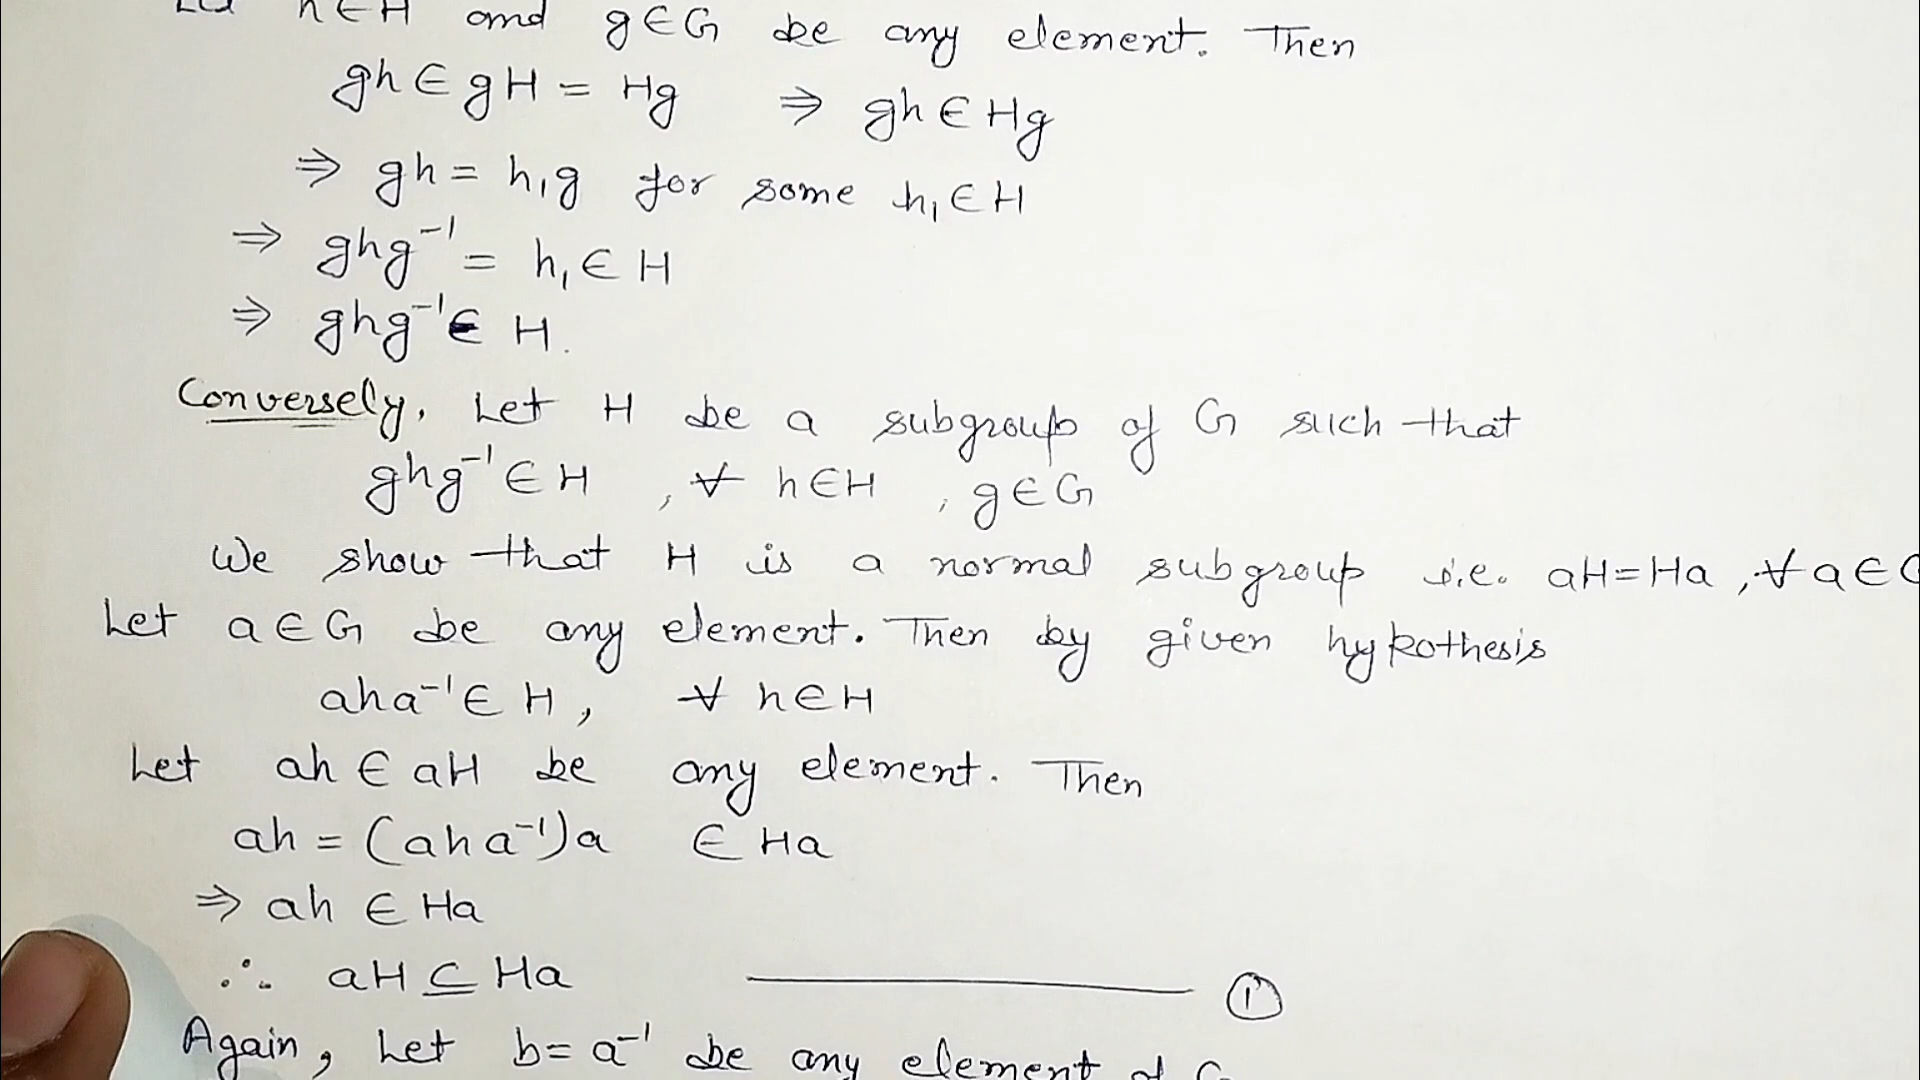 h∈H and g∈G be any element. Then
gh ∈ gH = Hg ⇒ gh ∈ Hg
⇒ gh = h₁g for some h₁∈H
⇒ ghg⁻¹ = h₁ ∈ H
⇒ ghg⁻¹ ∈ H.
Conversely, Let H be a subgroup of G such that
ghg⁻¹ ∈ H , ∀ h∈H , g∈G
We show that H is a normal subgroup i.e. aH=Ha ,∀ a∈G
Let a∈G be any element. Then by given hypothesis
aha⁻¹ ∈ H, ∀ h∈H
Let ah ∈ aH be any element. Then
ah = (aha⁻¹)a ∈ Ha
⇒ ah ∈ Ha
∴ aH ⊆ Ha ——— ①
Again, Let b = a⁻¹ be any element of G